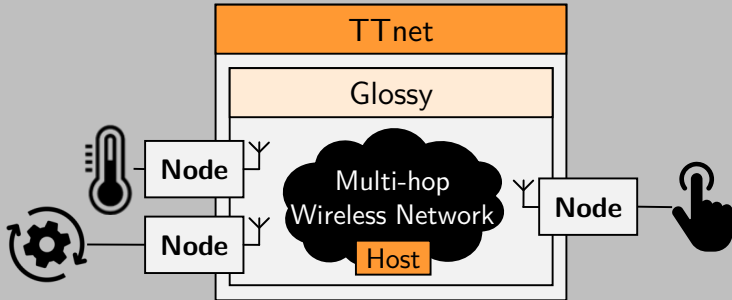 TTnet
Glossy
Node
Multi-hop
Wireless Network
Node
Node
Host